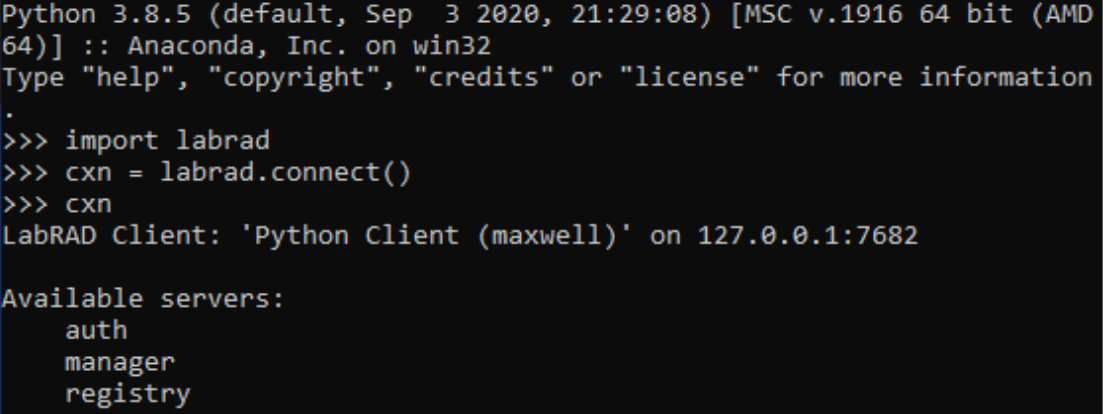 Python 3.8.5 (default, Sep  3 2020, 21:29:08) [MSC v.1916 64 bit (AMD
64)] :: Anaconda, Inc. on win32
Type "help", "copyright", "credits" or "license" for more information
.
>>> import labrad
>>> cxn = labrad.connect()
>>> cxn
LabRAD Client: 'Python Client (maxwell)' on 127.0.0.1:7682

Available servers:
    auth
    manager
    registry